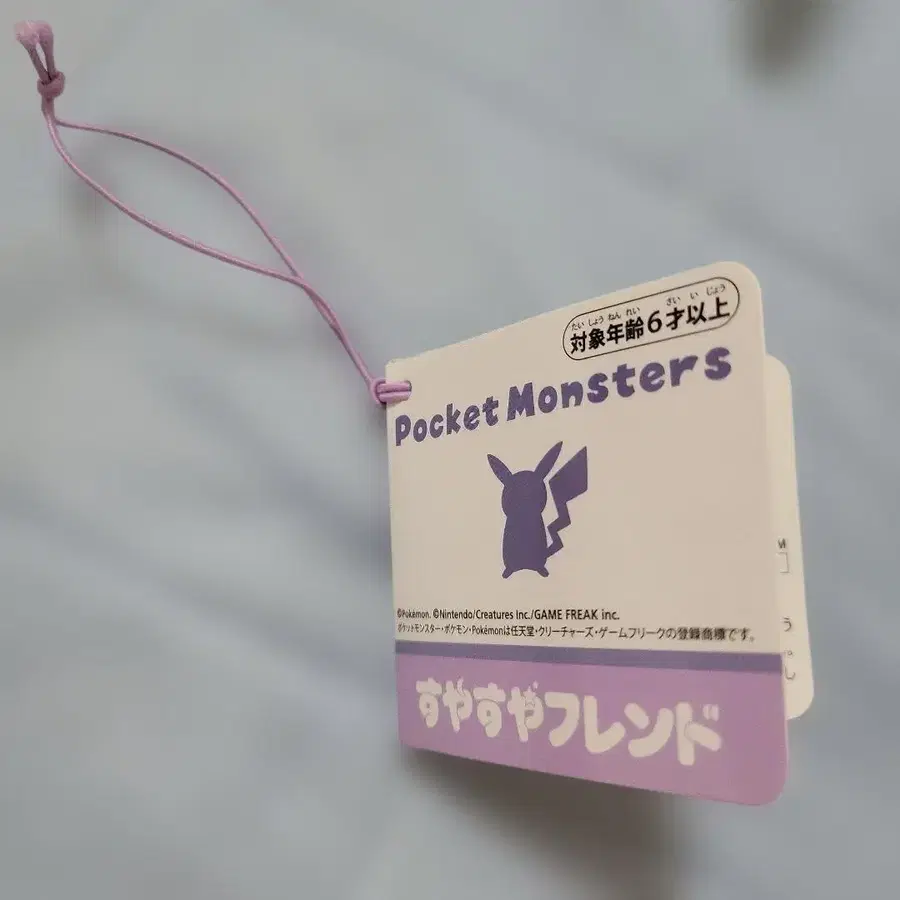 たいしょうねんれい さい いじょう
対象年齢6才以上
Pocket Monsters
©Pokémon. ©Nintendo/Creatures Inc./GAME FREAK inc.
ポケットモンスター・ポケモン・Pokémonは任天堂・クリーチャーズ・ゲームフリークの登録商標です。
すやすやフレンド
M
う